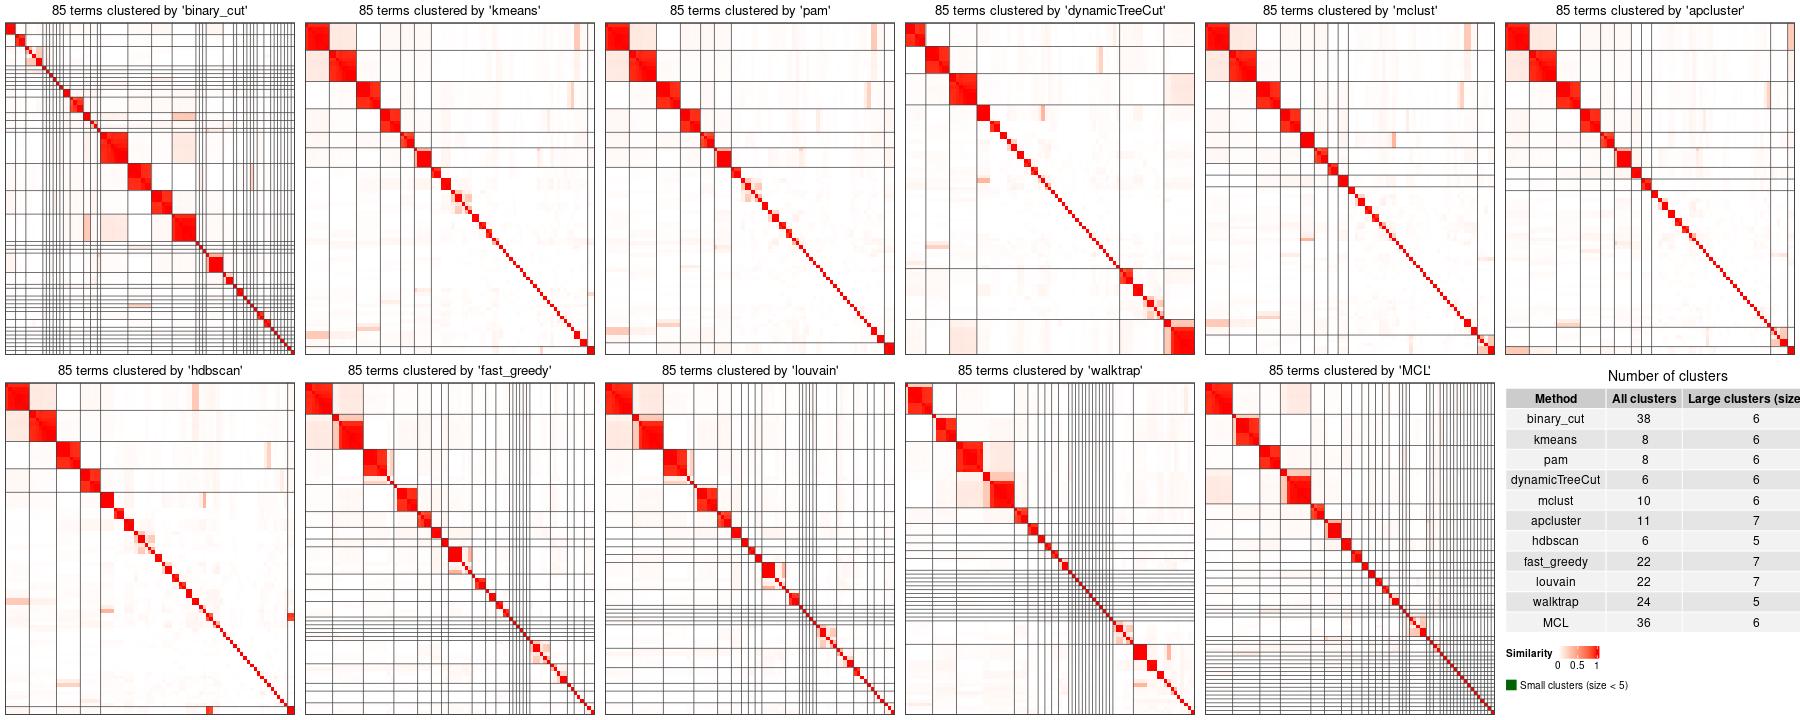 85 terms clustered by 'binary_cut'
85 terms clustered by 'kmeans'
85 terms clustered by 'pam'
85 terms clustered by 'dynamicTreeCut'
85 terms clustered by 'mclust'
85 terms clustered by 'apcluster'
85 terms clustered by 'hdbscan'
85 terms clustered by 'fast_greedy'
85 terms clustered by 'louvain'
85 terms clustered by 'walktrap'
85 terms clustered by 'MCL'
Number of clusters
Method All clusters Large clusters (size
binary_cut 38 6
kmeans 8 6
pam 8 6
dynamicTreeCut 6 6
mclust 10 6
apcluster 11 7
hdbscan 6 5
fast_greedy 22 7
louvain 22 7
walktrap 24 5
MCL 36 6
Similarity
0 0.5 1
Small clusters (size < 5)